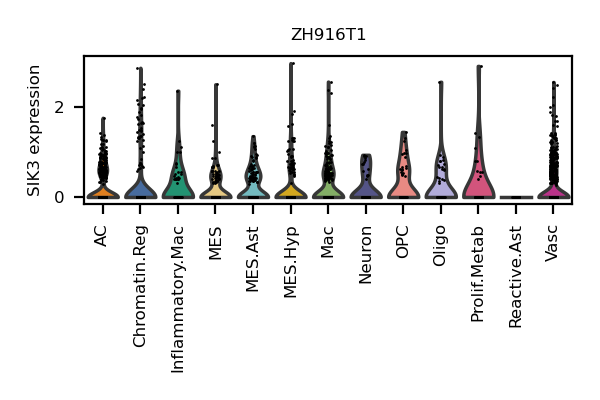 ZH916T1
SIK3 expression
2
0
AC
Chromatin.Reg
Inflammatory.Mac
MES
MES.Ast
MES.Hyp
Mac
Neuron
OPC
Oligo
Prolif.Metab
Reactive.Ast
Vasc